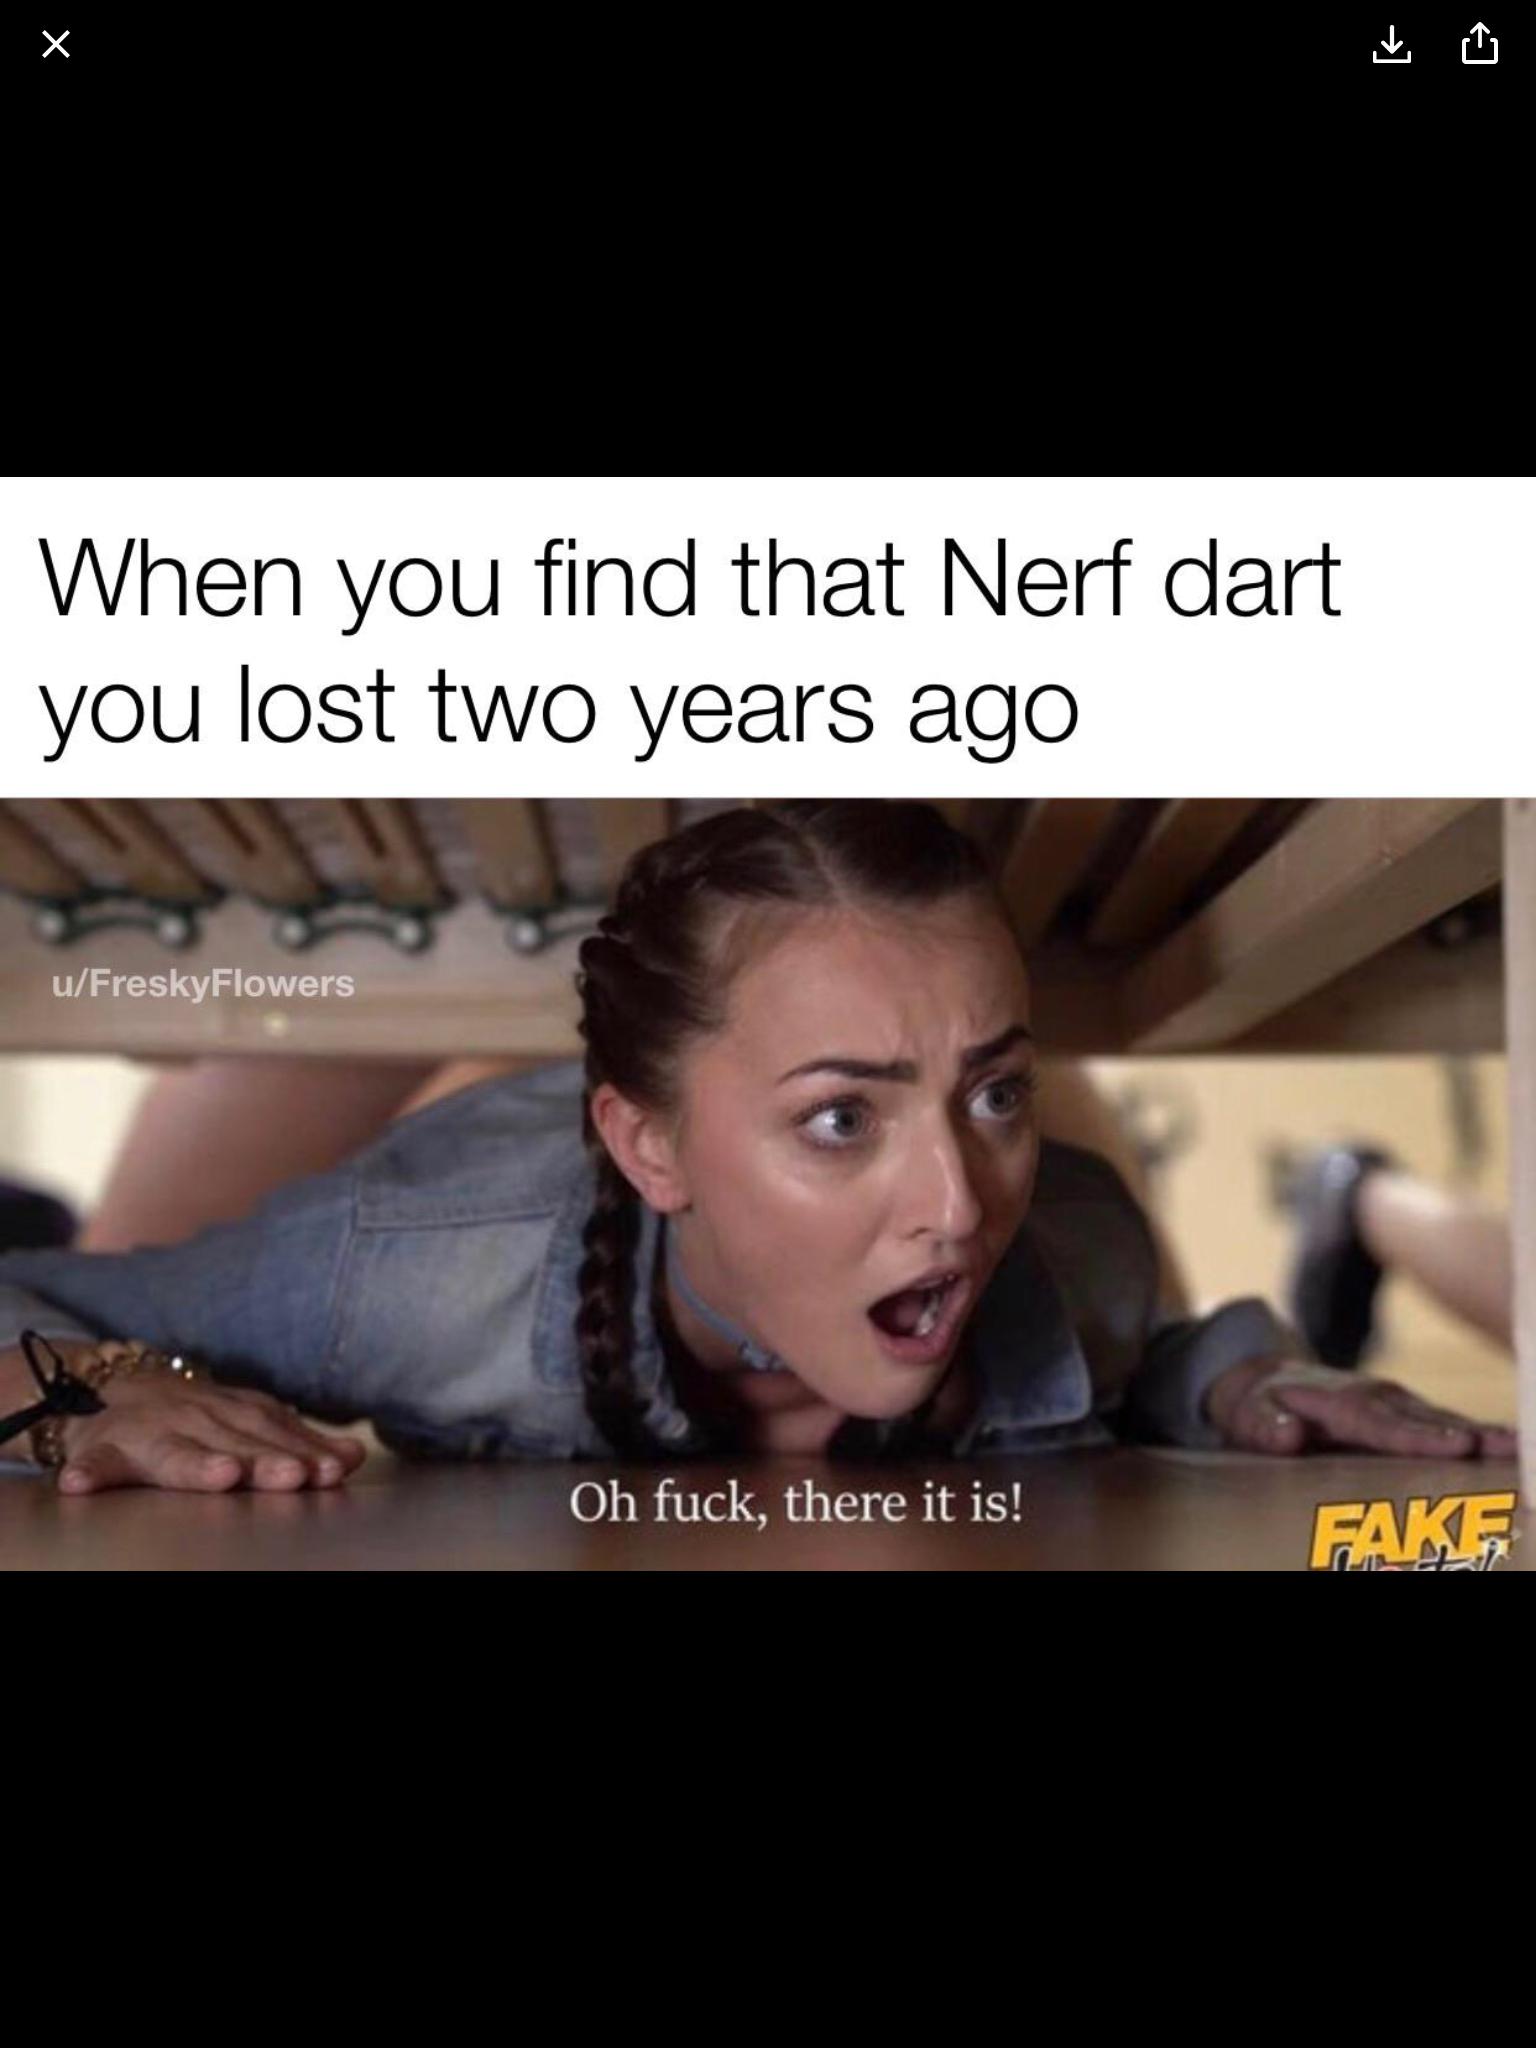 When you find that Nerf dart
you lost two years ago
u/FreskyFlowers
Oh fuck, there it is!
FAKE